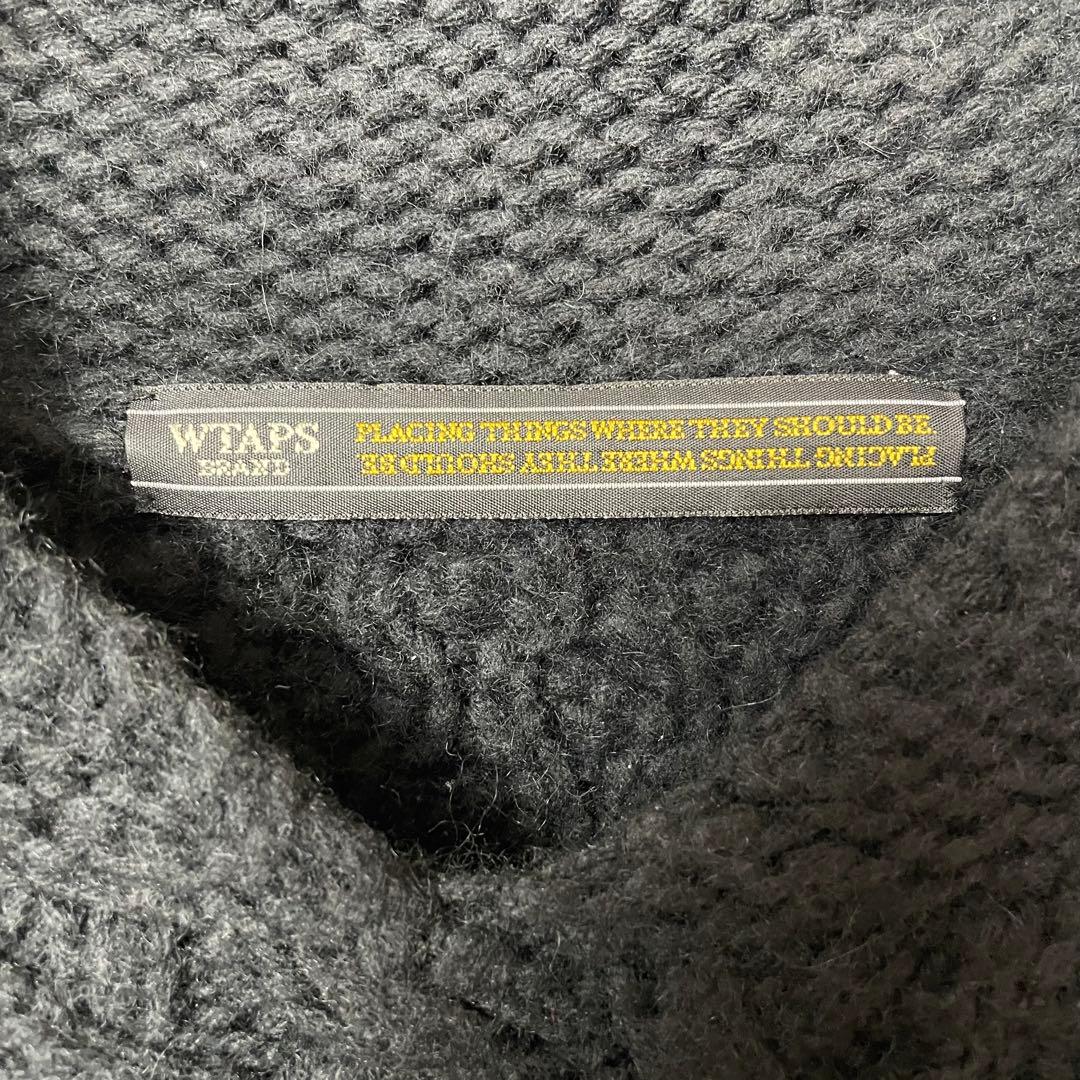 WTAPS
BRAND
PLACING THINGS WHERE THEY SHOULD BE.
PLACING THINGS WHERE THEY SHOULD BE